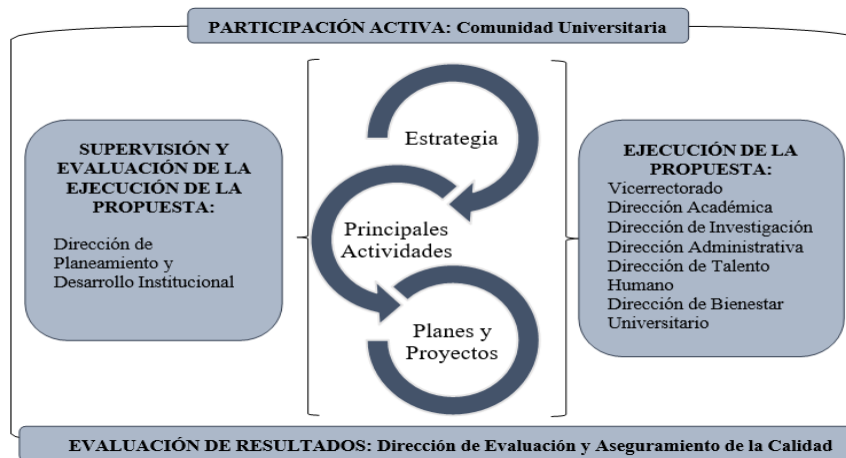 PARTICIPACIÓN ACTIVA: Comunidad Universitaria
SUPERVISIÓN Y
EVALUACIÓN DE LA
EJECUCIÓN DE LA
PROPUESTA:
Dirección de
Planeamiento y
Desarrollo Institucional
Estrategia
Principales
Actividades
Planes y
Proyectos
EJECUCIÓN DE LA
PROPUESTA:
Vicerrectorado
Dirección Académica
Dirección de Investigación
Dirección Administrativa
Dirección de Talento
Humano
Dirección de Bienestar
Universitario
EVALUACIÓN DE RESULTADOS: Dirección de Evaluación y Aseguramiento de la Calidad